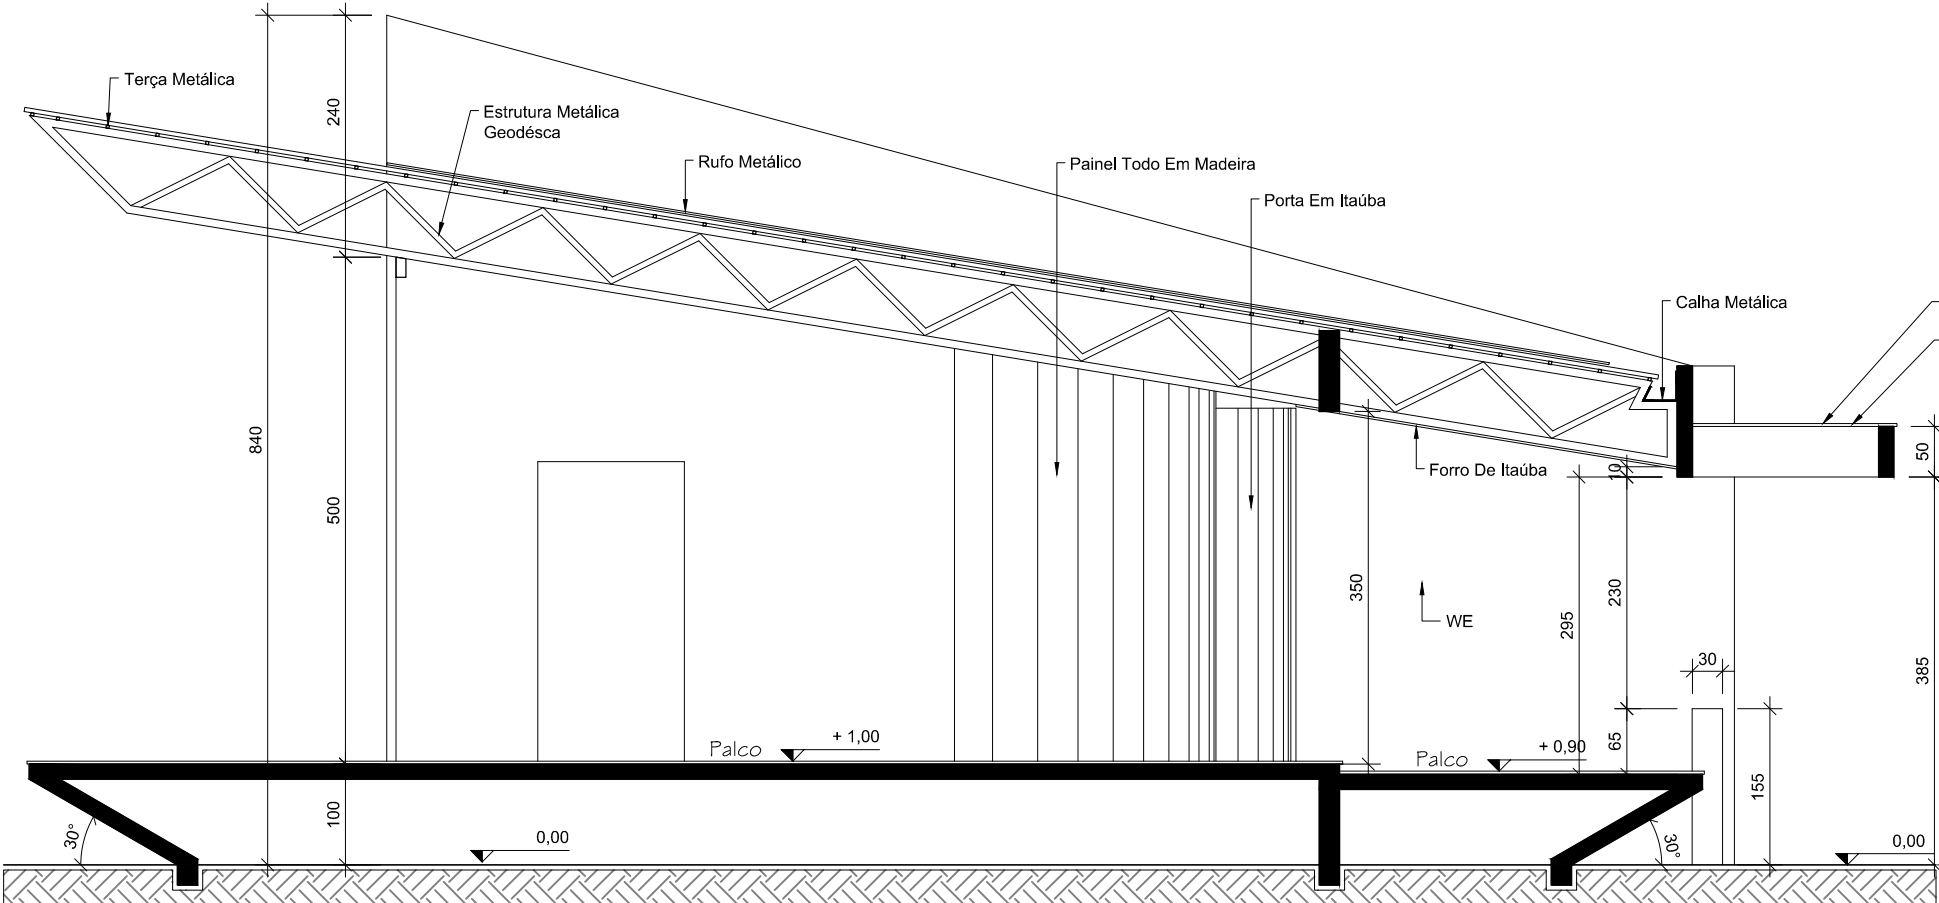 Terça Metálica
Estrutura Metálica
Geodésca
Rufo Metálico
Painel Todo Em Madeira
Porta Em Itaúba
Calha Metálica
Forro De Itaúba
WE
240
840
500
100
350
295
10
230
65
30
155
50
385
Palco
+ 1,00
Palco
+ 0,90
0,00
0,00
30°
30°